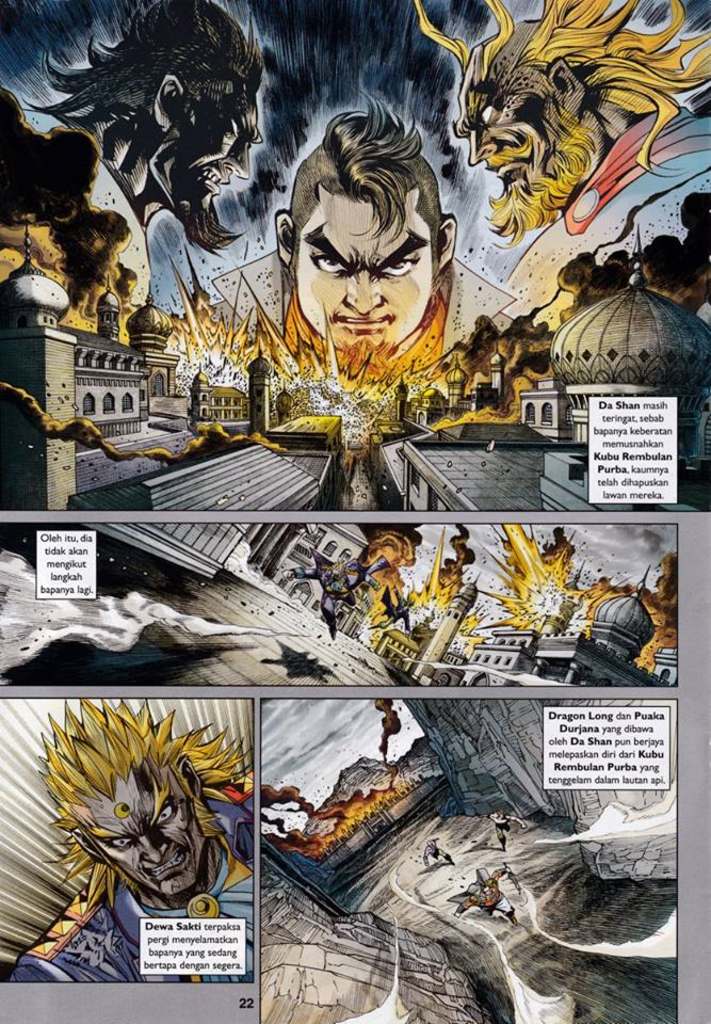 Da Shan masih
teringat, sebab
bapanya keberatan
memusnahkan
Kubu Rembulan
Purba, kaumnya
telah dihapuskan
lawan mereka.
Oleh itu, dia
tidak akan
mengikut
langkah
bapanya lagi.
Dewa Sakti terpaksa
pergi menyelamatkan
bapanya yang sedang
bertapa dengan segera.
Dragon Long dan Puaka
Durjana yang dibawa
oleh Da Shan pun berjaya
melepaskan diri dari Kubu
Rembulan Purba yang
tenggelam dalam lautan api.
22